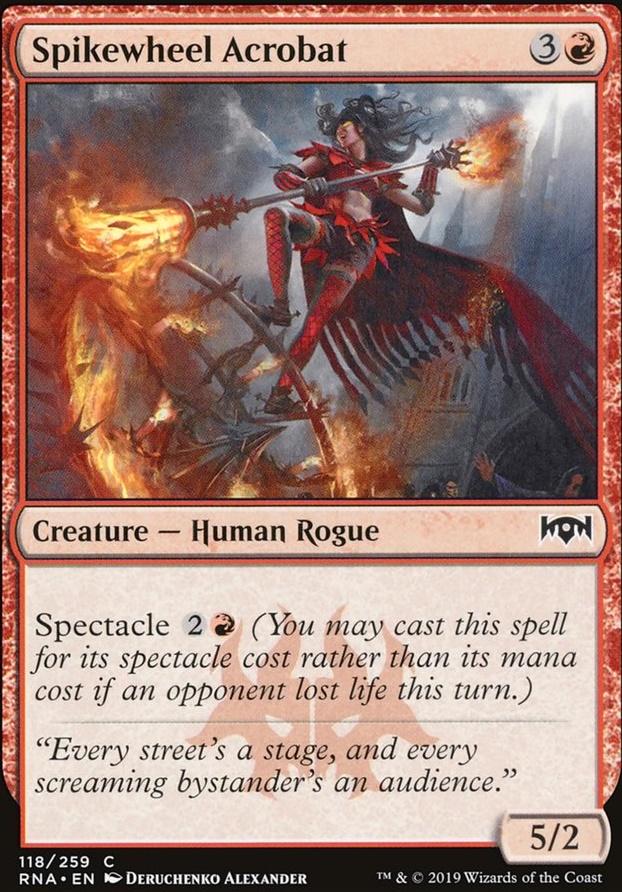 Spikewheel Acrobat 3
Creature — Human Rogue
Spectacle 2 (You may cast this spell
for its spectacle cost rather than its mana
cost if an opponent lost life this turn.)
“Every street’s a stage, and every
screaming bystander’s an audience.”
5/2
118/259 C
RNA • EN Deruchenko Alexander
™ & © 2019 Wizards of the Coast